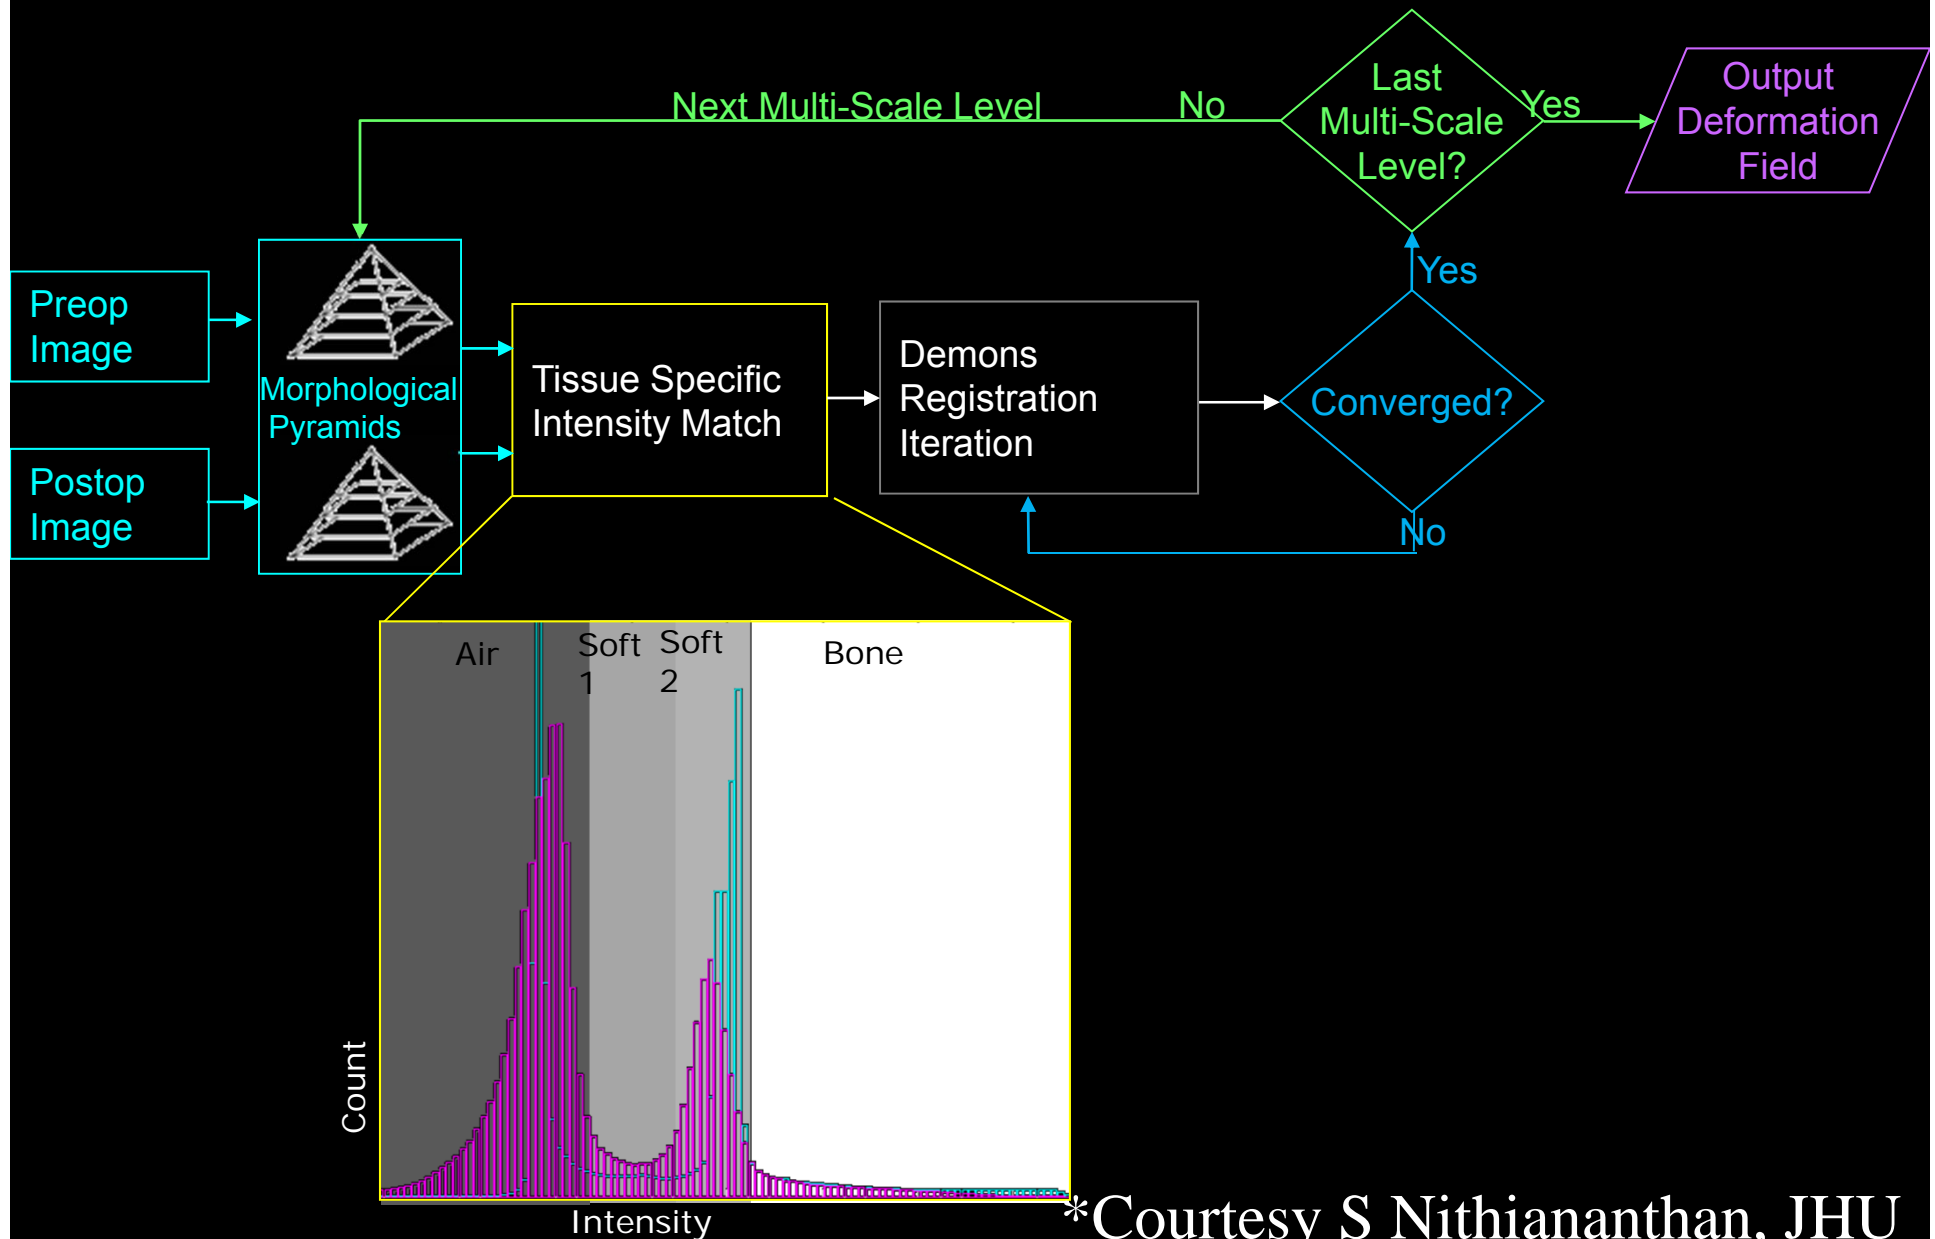 Next Multi-Scale Level
No
Last
Multi-Scale
Level?
Yes
Output
Deformation
Field
Preop
Image
Morphological
Pyramids
Postop
Image
Tissue Specific
Intensity Match
Demons
Registration
Iteration
Converged?
Yes
No
Air
Soft
1
Soft
2
Bone
Count
Intensity
*Courtesy S Nithiananthan, JHU